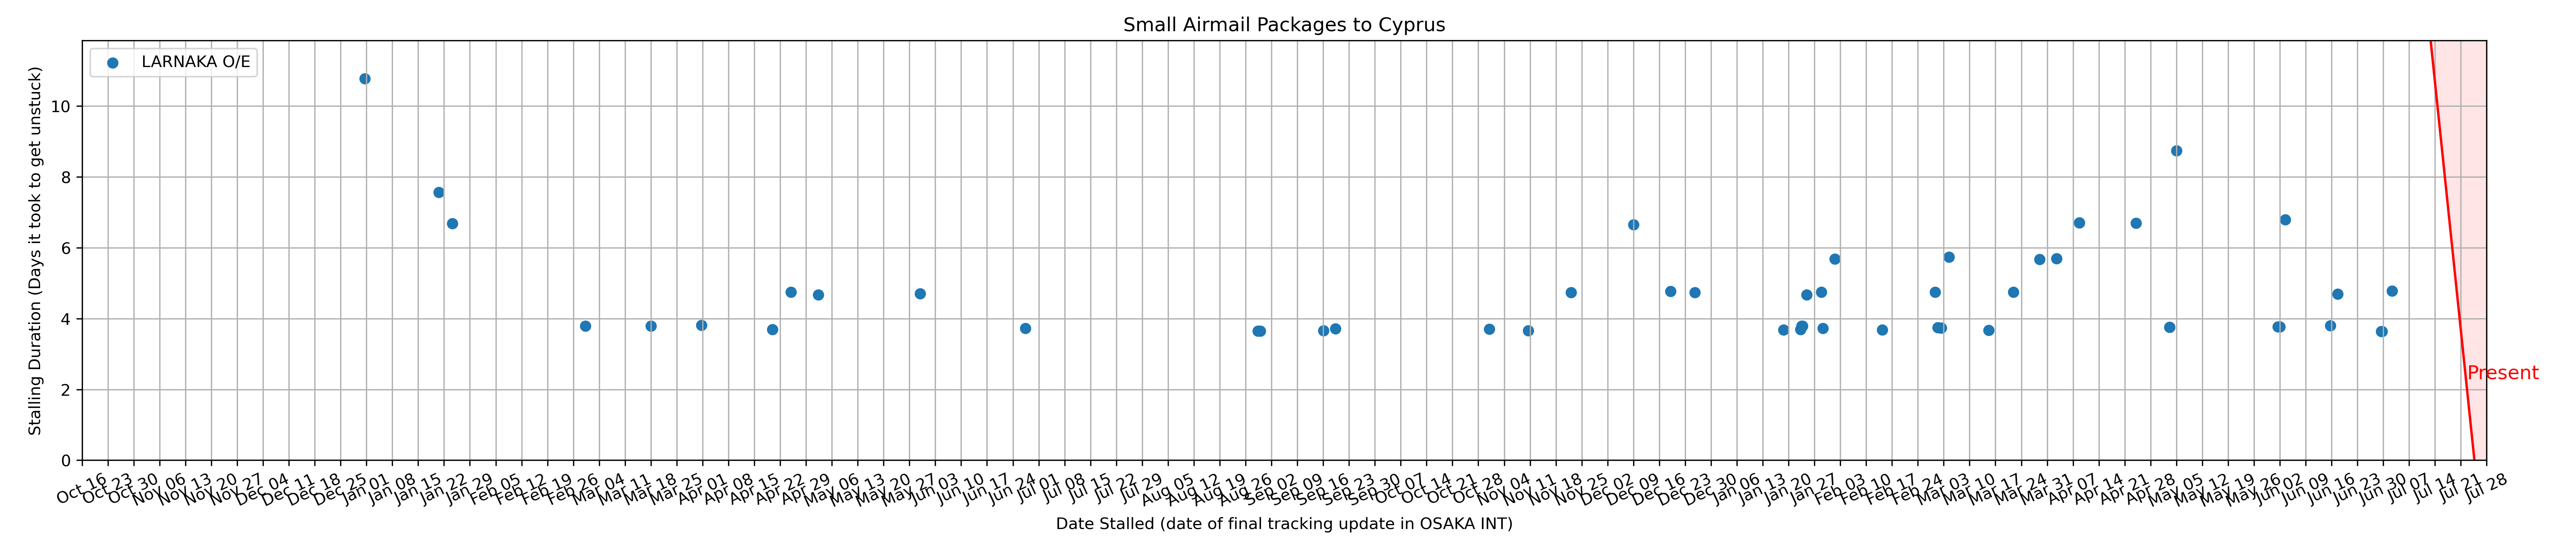 Small Airmail Packages to Cyprus
LARNAKA O/E
Stalling Duration (Days it took to get unstuck)
10
8
6
4
2
0
Present
Oct 16
Oct 23
Oct 30
Nov 06
Nov 13
Nov 20
Nov 27
Dec 04
Dec 11
Dec 18
Dec 25
Jan 01
Jan 08
Jan 15
Jan 22
Jan 29
Feb 05
Feb 12
Feb 19
Feb 26
Mar 04
Mar 11
Mar 18
Mar 25
Apr 01
Apr 08
Apr 15
Apr 22
Apr 29
May 06
May 13
May 20
May 27
Jun 03
Jun 10
Jun 17
Jun 24
Jul 01
Jul 08
Jul 15
Jul 22
Jul 29
Aug 05
Aug 12
Aug 19
Aug 26
Sep 02
Sep 09
Sep 16
Sep 23
Sep 30
Oct 07
Oct 14
Oct 21
Oct 28
Nov 04
Nov 11
Nov 18
Nov 25
Dec 02
Dec 09
Dec 16
Dec 23
Dec 30
Jan 06
Jan 13
Jan 20
Jan 27
Feb 03
Feb 10
Feb 17
Feb 24
Mar 03
Mar 10
Mar 17
Mar 24
Mar 31
Apr 07
Apr 14
Apr 21
Apr 28
May 05
May 12
May 19
May 26
Jun 02
Jun 09
Jun 16
Jun 23
Jun 30
Jul 07
Jul 14
Jul 21
Jul 28
Date Stalled (date of final tracking update in OSAKA INT)